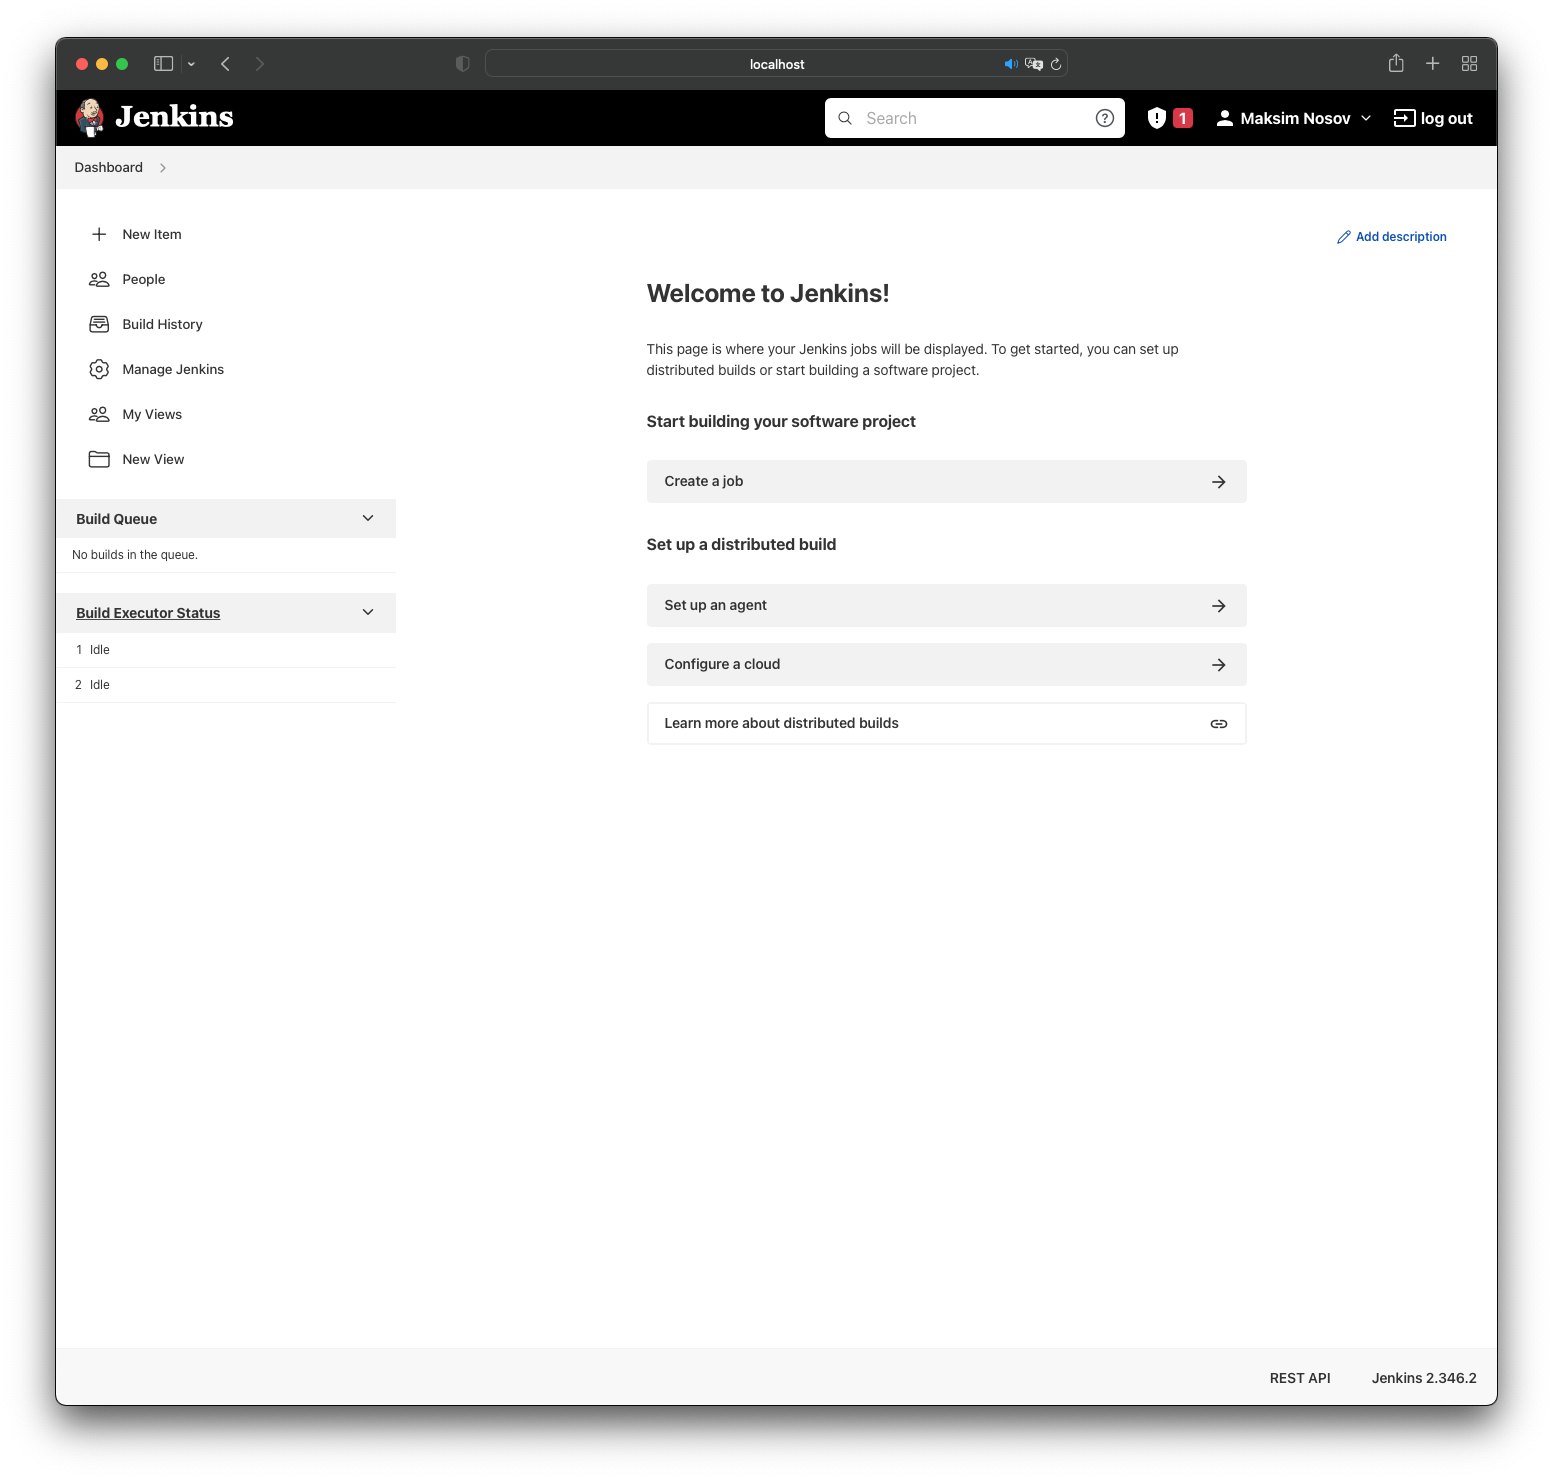 localhost
Jenkins
Search
1
Maksim Nosov
log out
Dashboard
New Item
People
Build History
Manage Jenkins
My Views
New View
Build Queue
No builds in the queue.
Build Executor Status
1 Idle
2 Idle
Add description
Welcome to Jenkins!
This page is where your Jenkins jobs will be displayed. To get started, you can set up
distributed builds or start building a software project.
Start building your software project
Create a job
Set up a distributed build
Set up an agent
Configure a cloud
Learn more about distributed builds
REST API
Jenkins 2.346.2